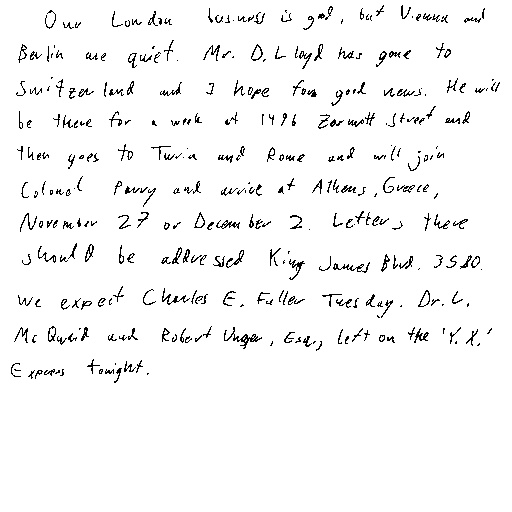 Our London business is good, but Vienna and
Berlin are quiet. Mr. D. Lloyd has gone to
Switzerland and I hope for good news. He will
be there for a week at 1496 Zermott Street and
then goes to Turin and Rome and will join
Colonel Parry and arrive at Athens, Greece,
November 27 or December 2. Letters there
should be addressed King James Blvd. 3580.
We expect Charles E. Fuller Tuesday. Dr. L.
McQuaid and Robert Unger, Esq., left on the 'Y.X.'
Express tonight.